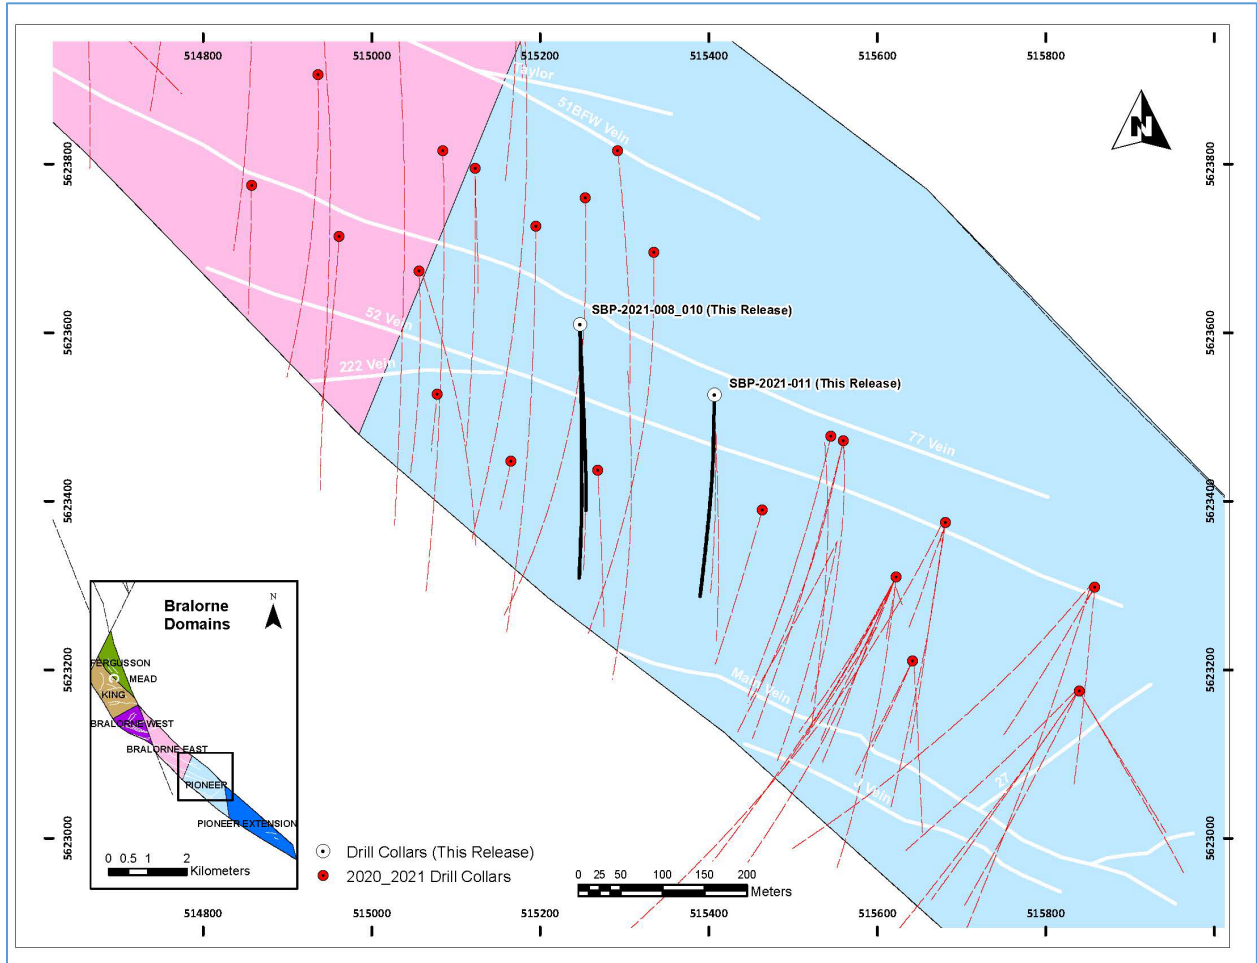 514800
515000
515200
515400
515600
515800
Taylor
51BFW Vein
N
5623800
5623800
SBP-2021-008_010 (This Release)
52 Vein
5623600
5623600
222 Vein
SBP-2021-011 (This Release)
77 Vein
5623400
5623400
Main Vein
5623200
5623200
27
Vein
5623000
5623000
Bralorne
Domains
N
FERGUSSON
MEAD
KING
BRALORNE WEST
BRALORNE EAST
PIONEER
PIONEER EXTENSION
0 0.5 1 2
Kilometers
Drill Collars (This Release)
2020_2021 Drill Collars
0 25 50 100 150 200
Meters
514800
515000
515200
515400
515600
515800